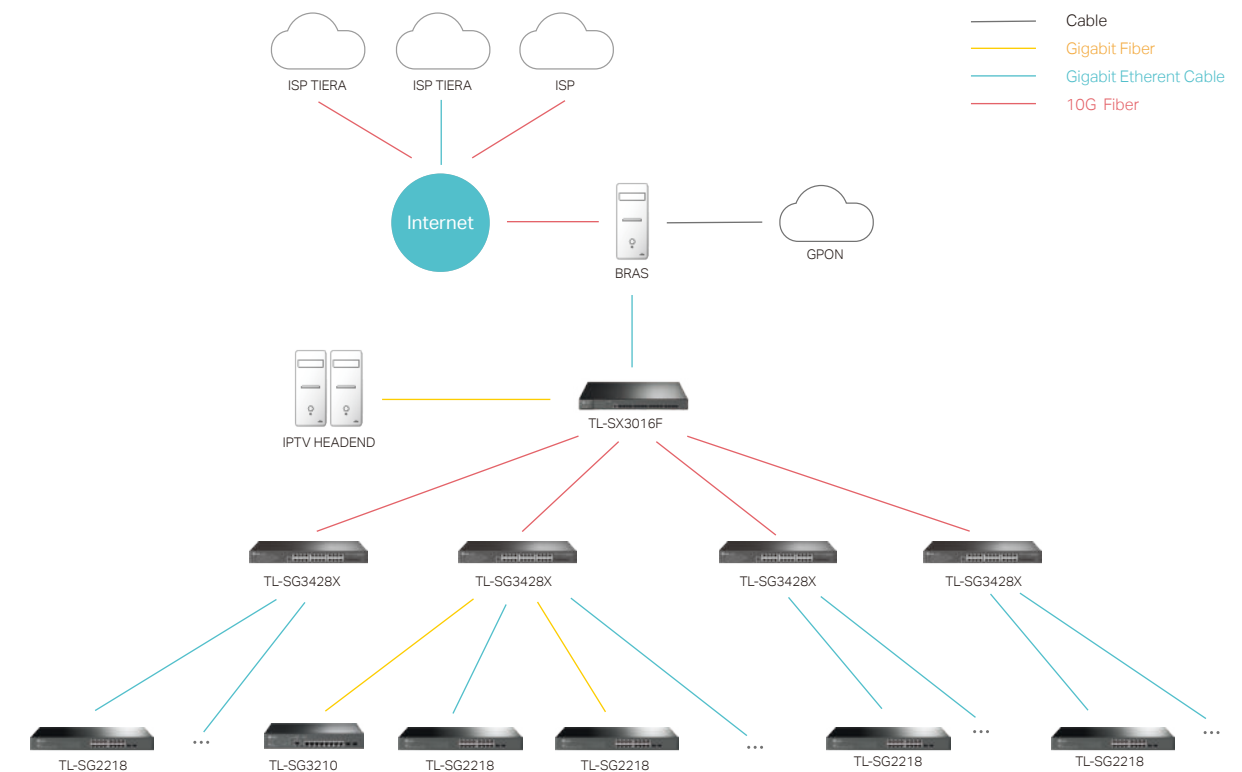 Cable
Gigabit Fiber
Gigabit Etherent Cable
10G Fiber
ISP TIERA
ISP TIERA
ISP
Internet
BRAS
GPON
IPTV HEADEND
TL-SX3016F
TL-SG3428X
TL-SG3428X
TL-SG3428X
TL-SG3428X
...
...
...
...
TL-SG2218
TL-SG3210
TL-SG2218
TL-SG2218
TL-SG2218
TL-SG2218